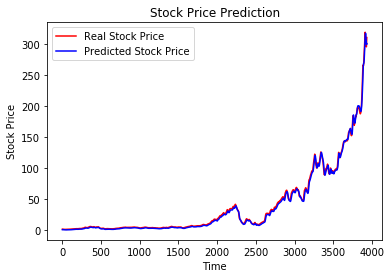 Stock Price Prediction
Real Stock Price
Predicted Stock Price
300
250
200
150
100
50
0
Stock Price
0 500 1000 1500 2000 2500 3000 3500 4000
Time